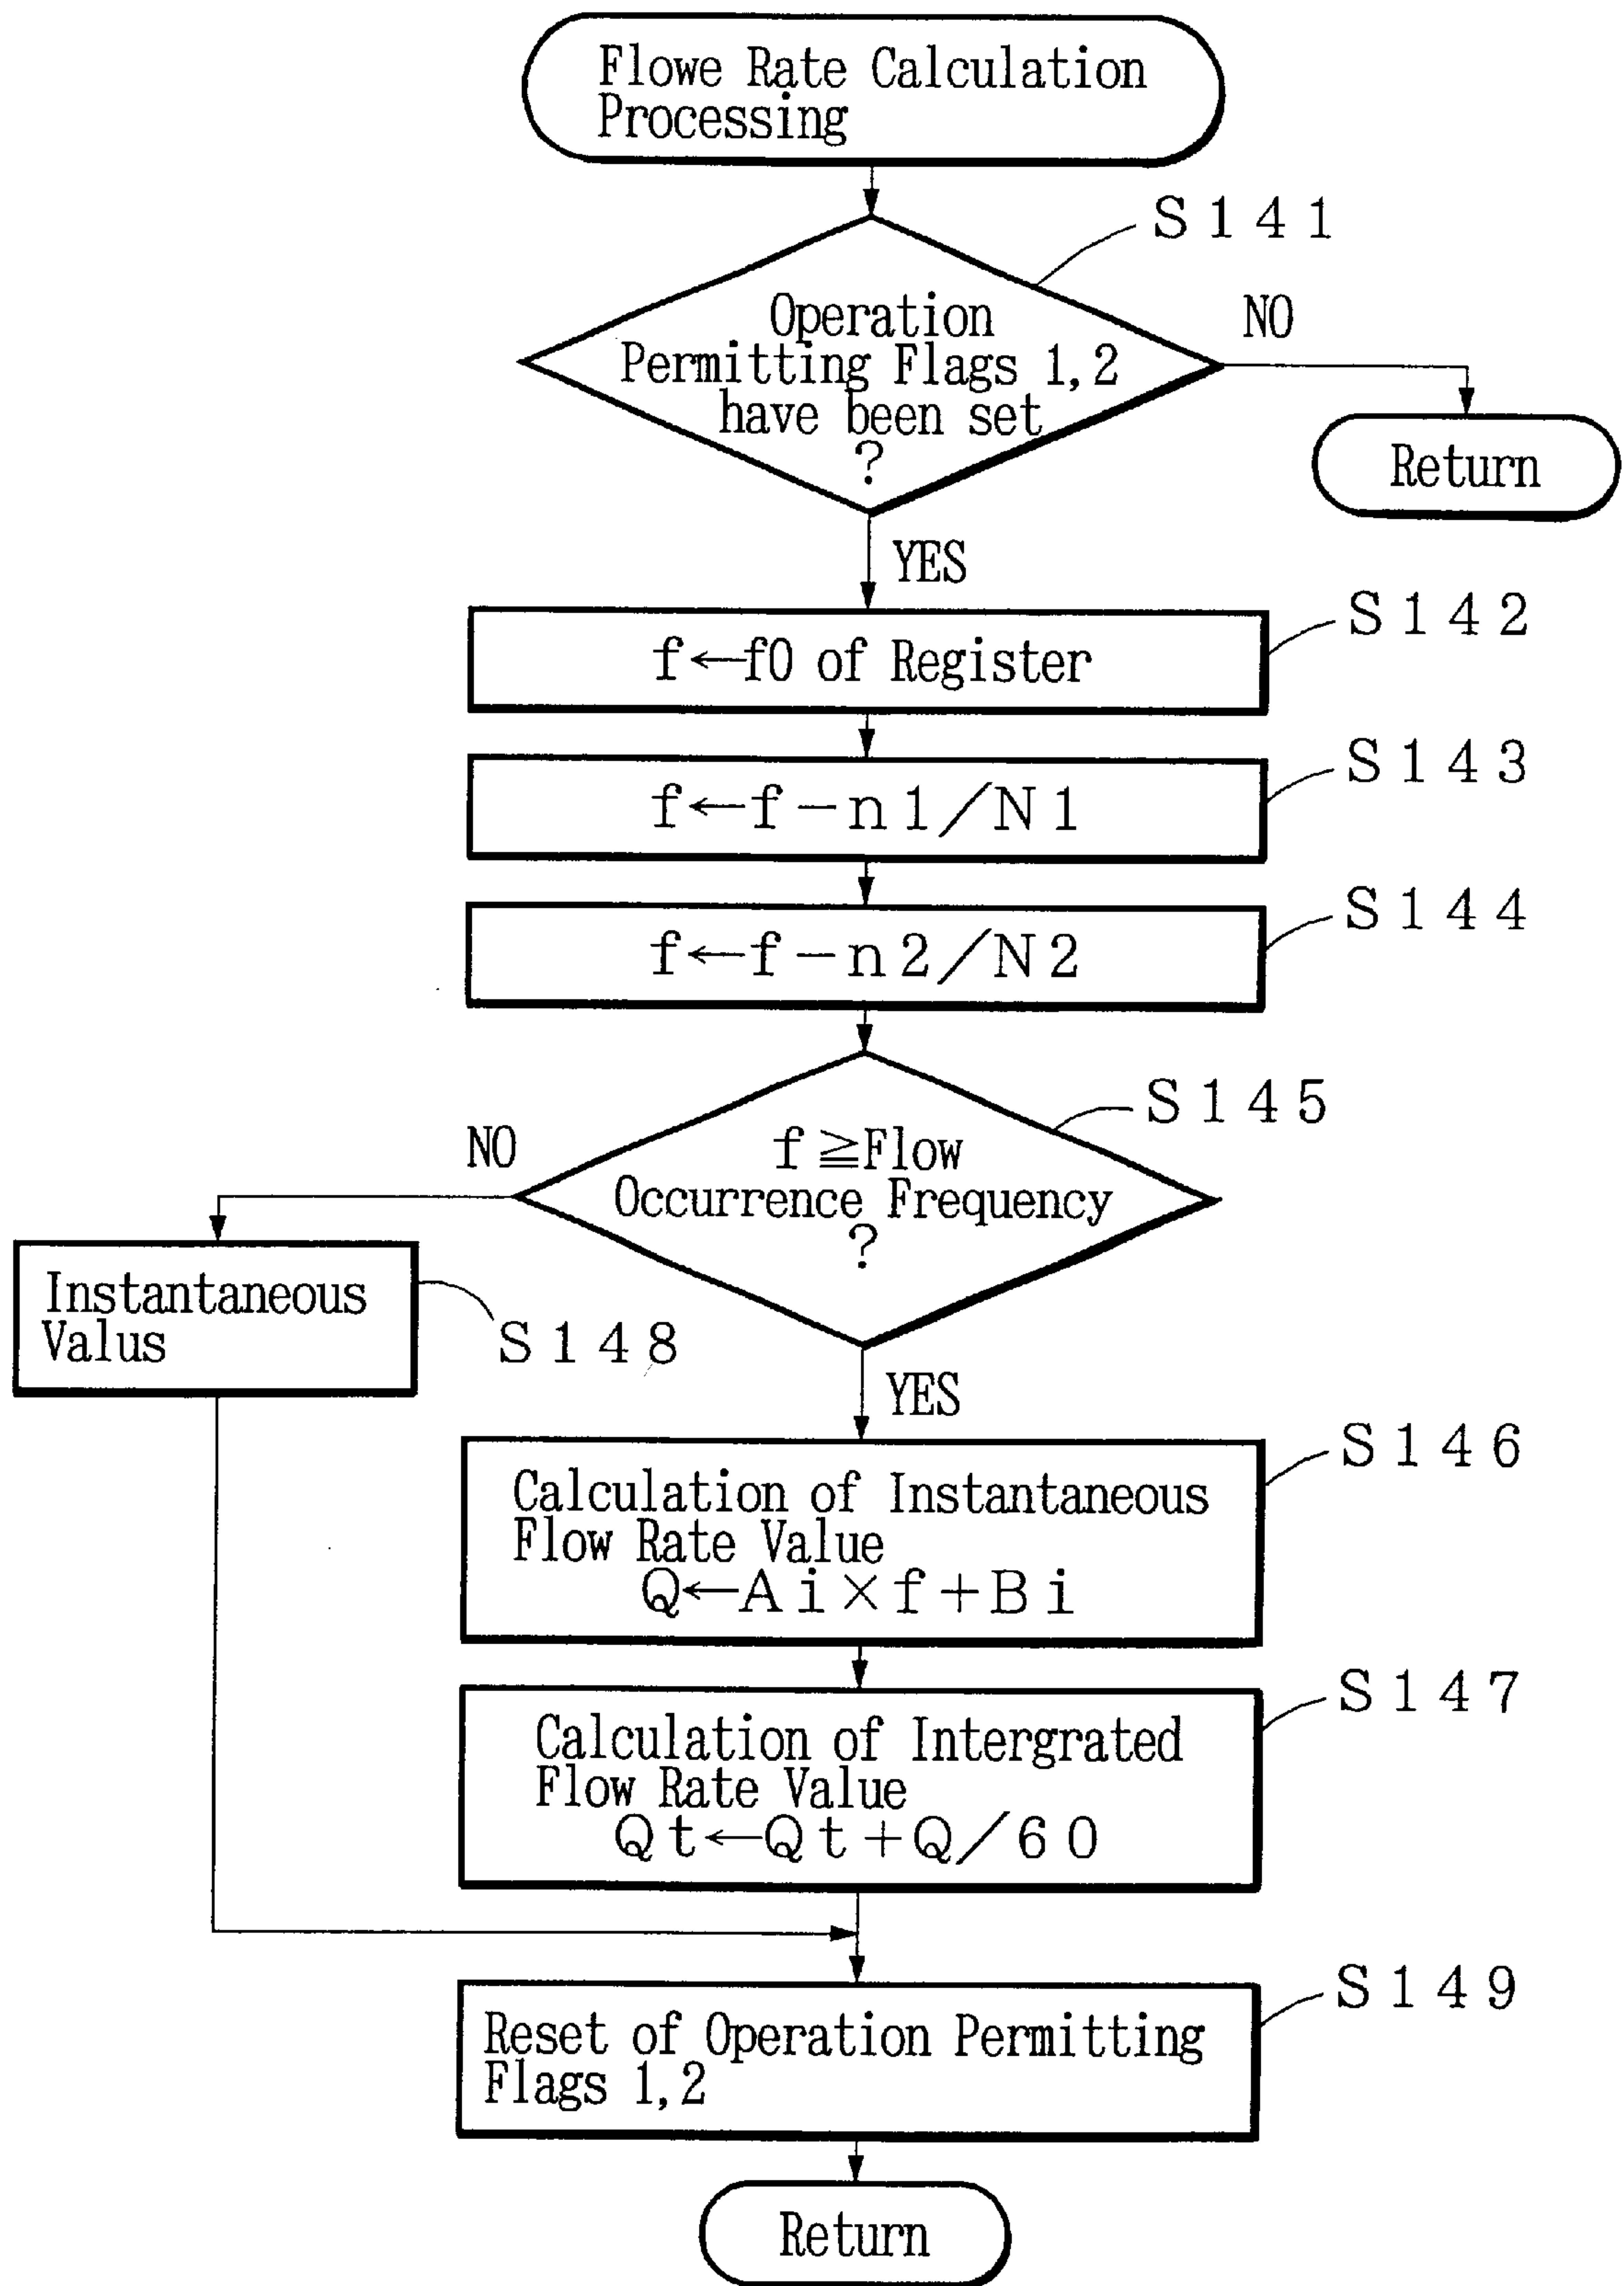 Flowe Rate Calculation
Processing
S141
Operation
Permitting Flags 1,2
have been set
?
NO
Return
YES
S142
f←f0 of Register
S143
f←f-n1/N1
S144
f←f-n2/N2
S145
f≧Flow
Occurrence Frequency
?
NO
Instantaneous
Valus
S148
YES
S146
Calculation of Instantaneous
Flow Rate Value
Q←Ai×f+Bi
S147
Calculation of Intergrated
Flow Rate Value
Qt←Qt+Q/60
S149
Reset of Operation Permitting
Flags 1,2
Return